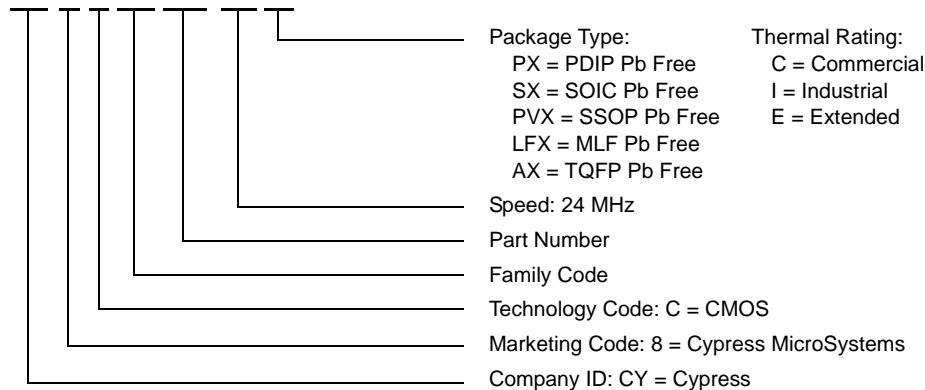 Package Type: Thermal Rating:
PX = PDIP Pb Free C = Commercial
SX = SOIC Pb Free I = Industrial
PVX = SSOP Pb Free E = Extended
LFX = MLF Pb Free
AX = TQFP Pb Free
Speed: 24 MHz
Part Number
Family Code
Technology Code: C = CMOS
Marketing Code: 8 = Cypress MicroSystems
Company ID: CY = Cypress